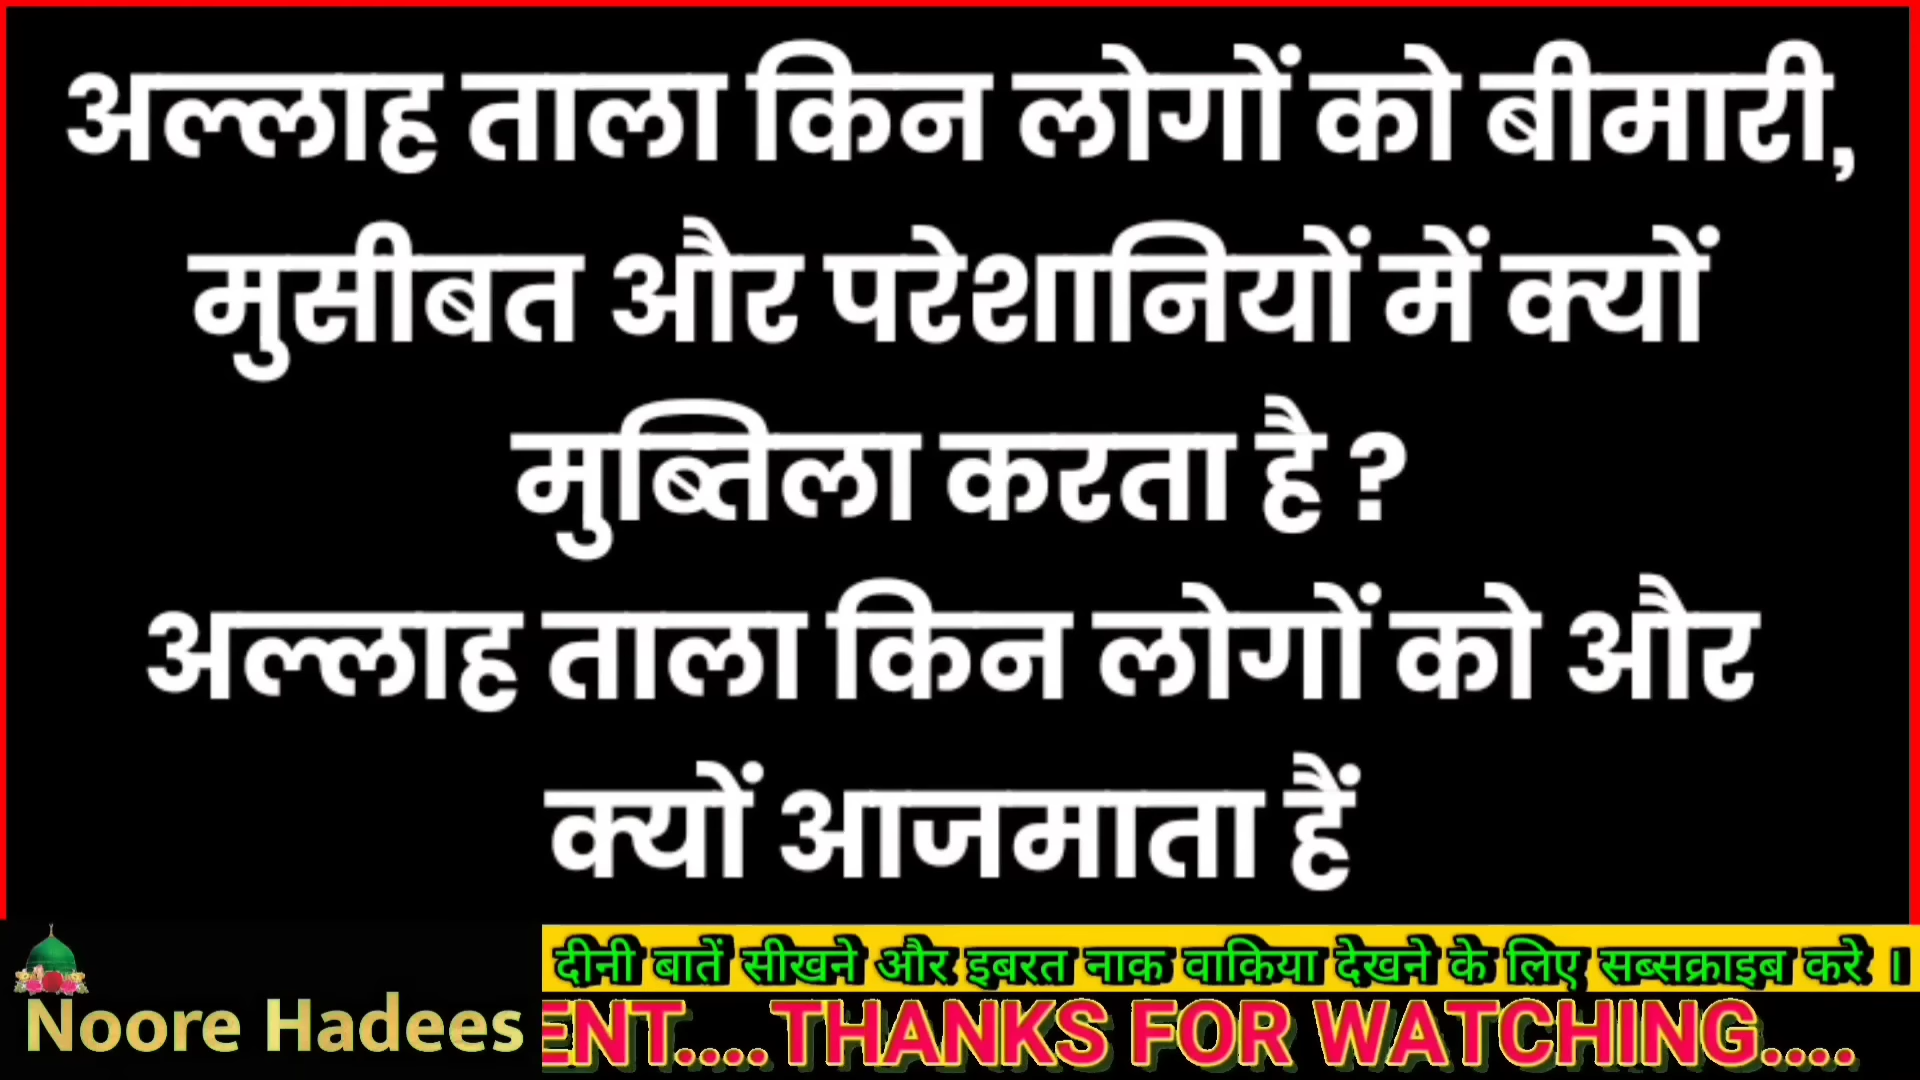 अल्लाह ताला किन लोगों को बीमारी,
मुसीबत और परेशानियों में क्यों
मुब्तिला करता है ?
अल्लाह ताला किन लोगों को और
क्यों आजमाता हैं
दीनी बातें सीखने और इबरत नाक वाकिया देखने के लिए सब्सक्राइब करे ।
Noore Hadees
ENT.... THANKS FOR WATCHING....